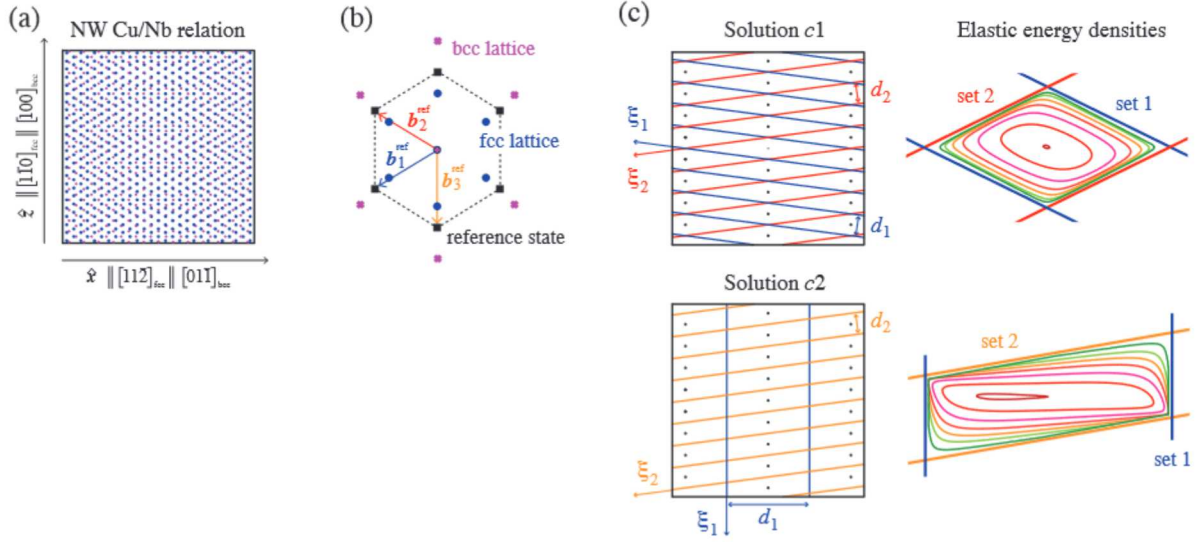 (a)
NW Cu/Nb relation
ẑ ∥ [11̄0]fcc ∥ [100]bcc
x̂ ∥ [112̄]fcc ∥ [011̄]bcc
(b)
bcc lattice
b₂ref
fcc lattice
b₁ref
b₃ref
reference state
(c)
Solution c1
d₂
ξ₁
ξ₂
d₁
Elastic energy densities
set 2
set 1
Solution c2
d₂
ξ₂
ξ₁
d₁
set 2
set 1